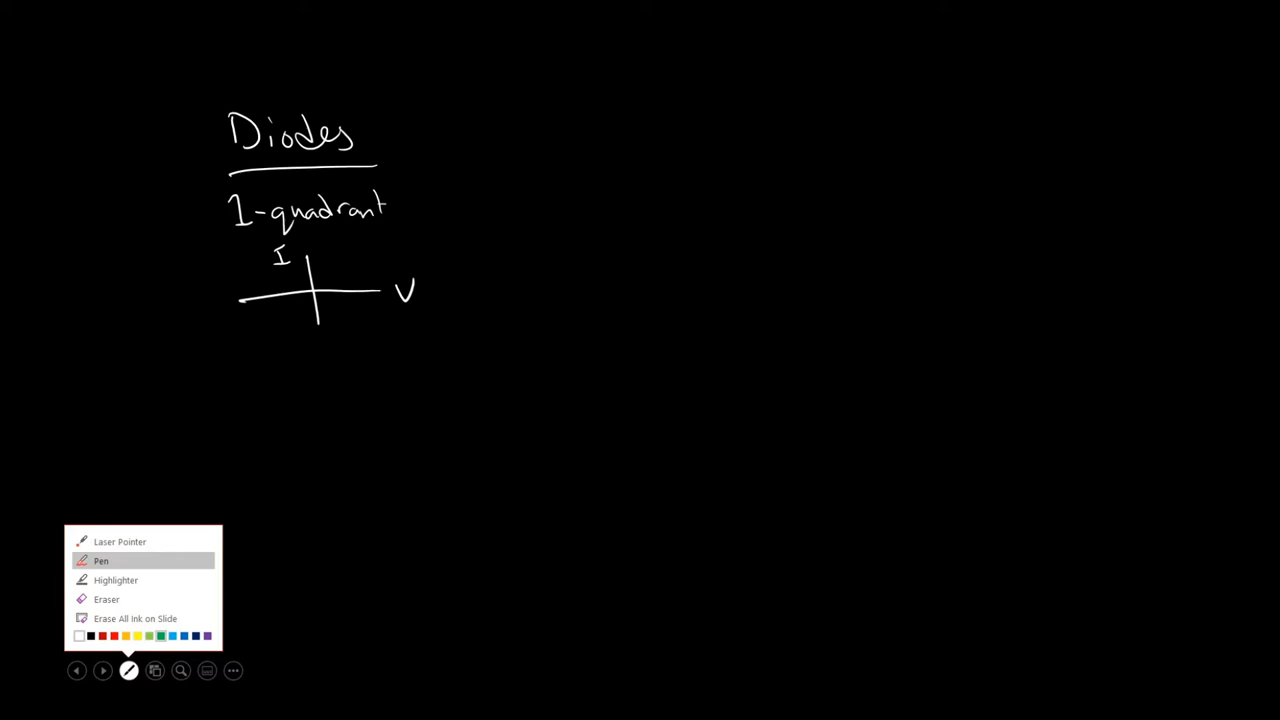 Diodes
1-quadrant
I
V
Laser Pointer
Pen
Highlighter
Eraser
Erase All Ink on Slide